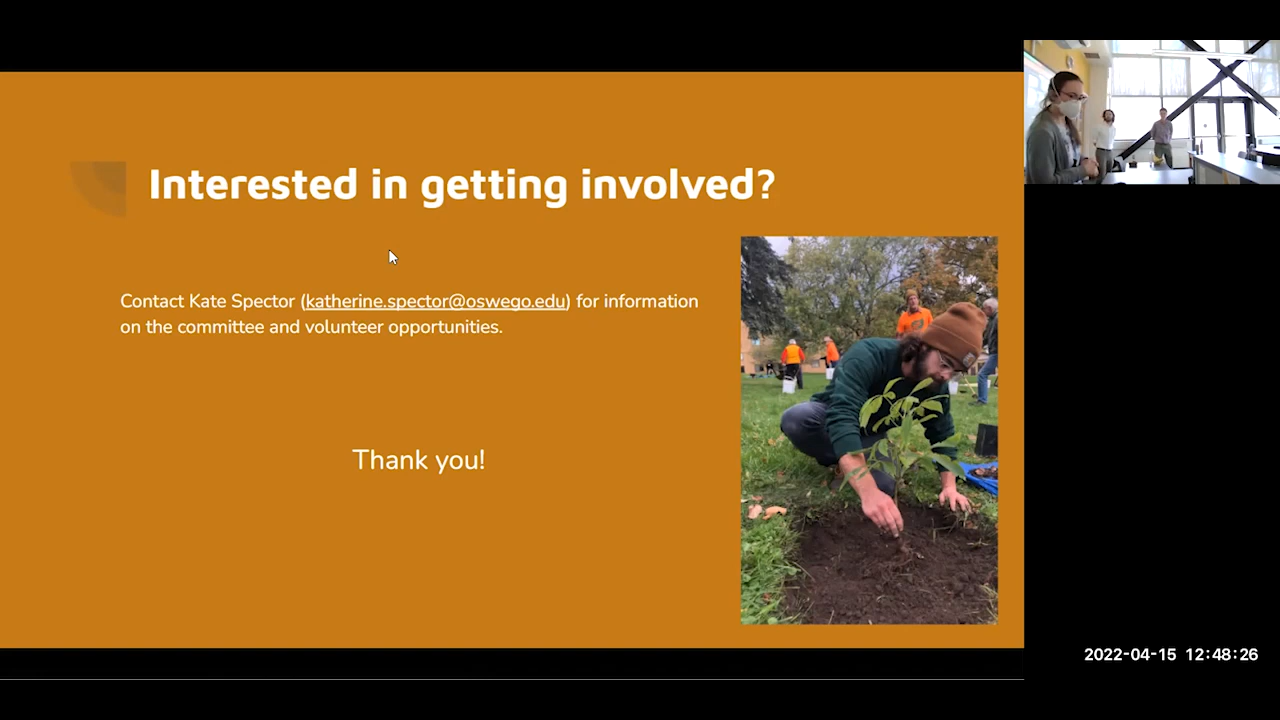 Interested in getting involved?
Contact Kate Spector (katherine.spector@oswego.edu) for information
on the committee and volunteer opportunities.
Thank you!
2022-04-15 12:48:26